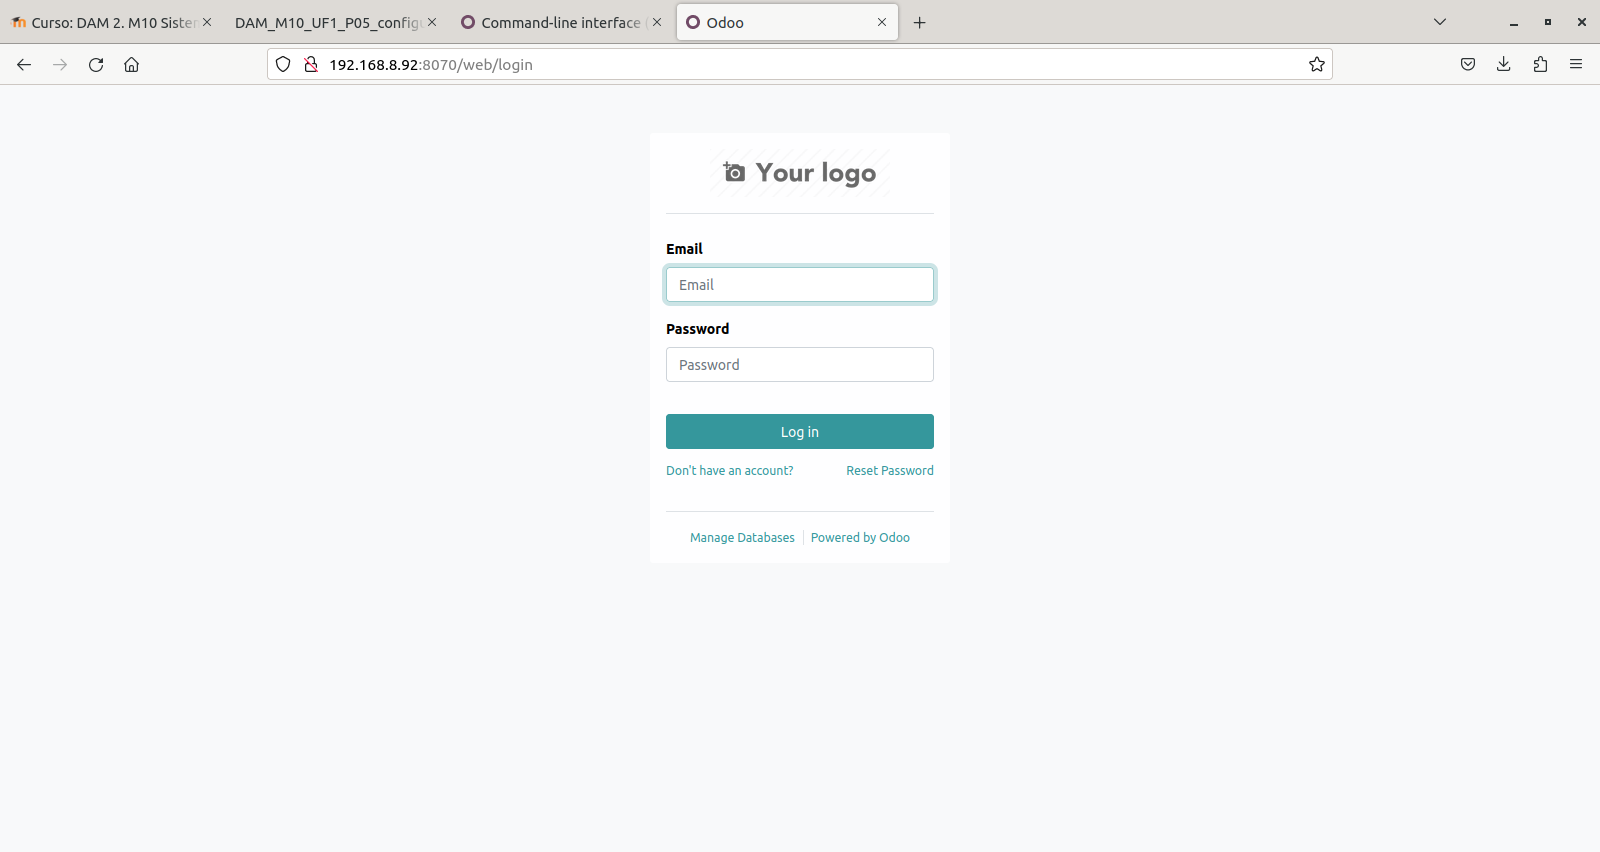 Curso: DAM 2. M10 Sister
DAM_M10_UF1_P05_config
Command-line interface
Odoo
192.168.8.92:8070/web/login
Your logo
Email
Email
Password
Password
Log in
Don't have an account? Reset Password
Manage Databases Powered by Odoo